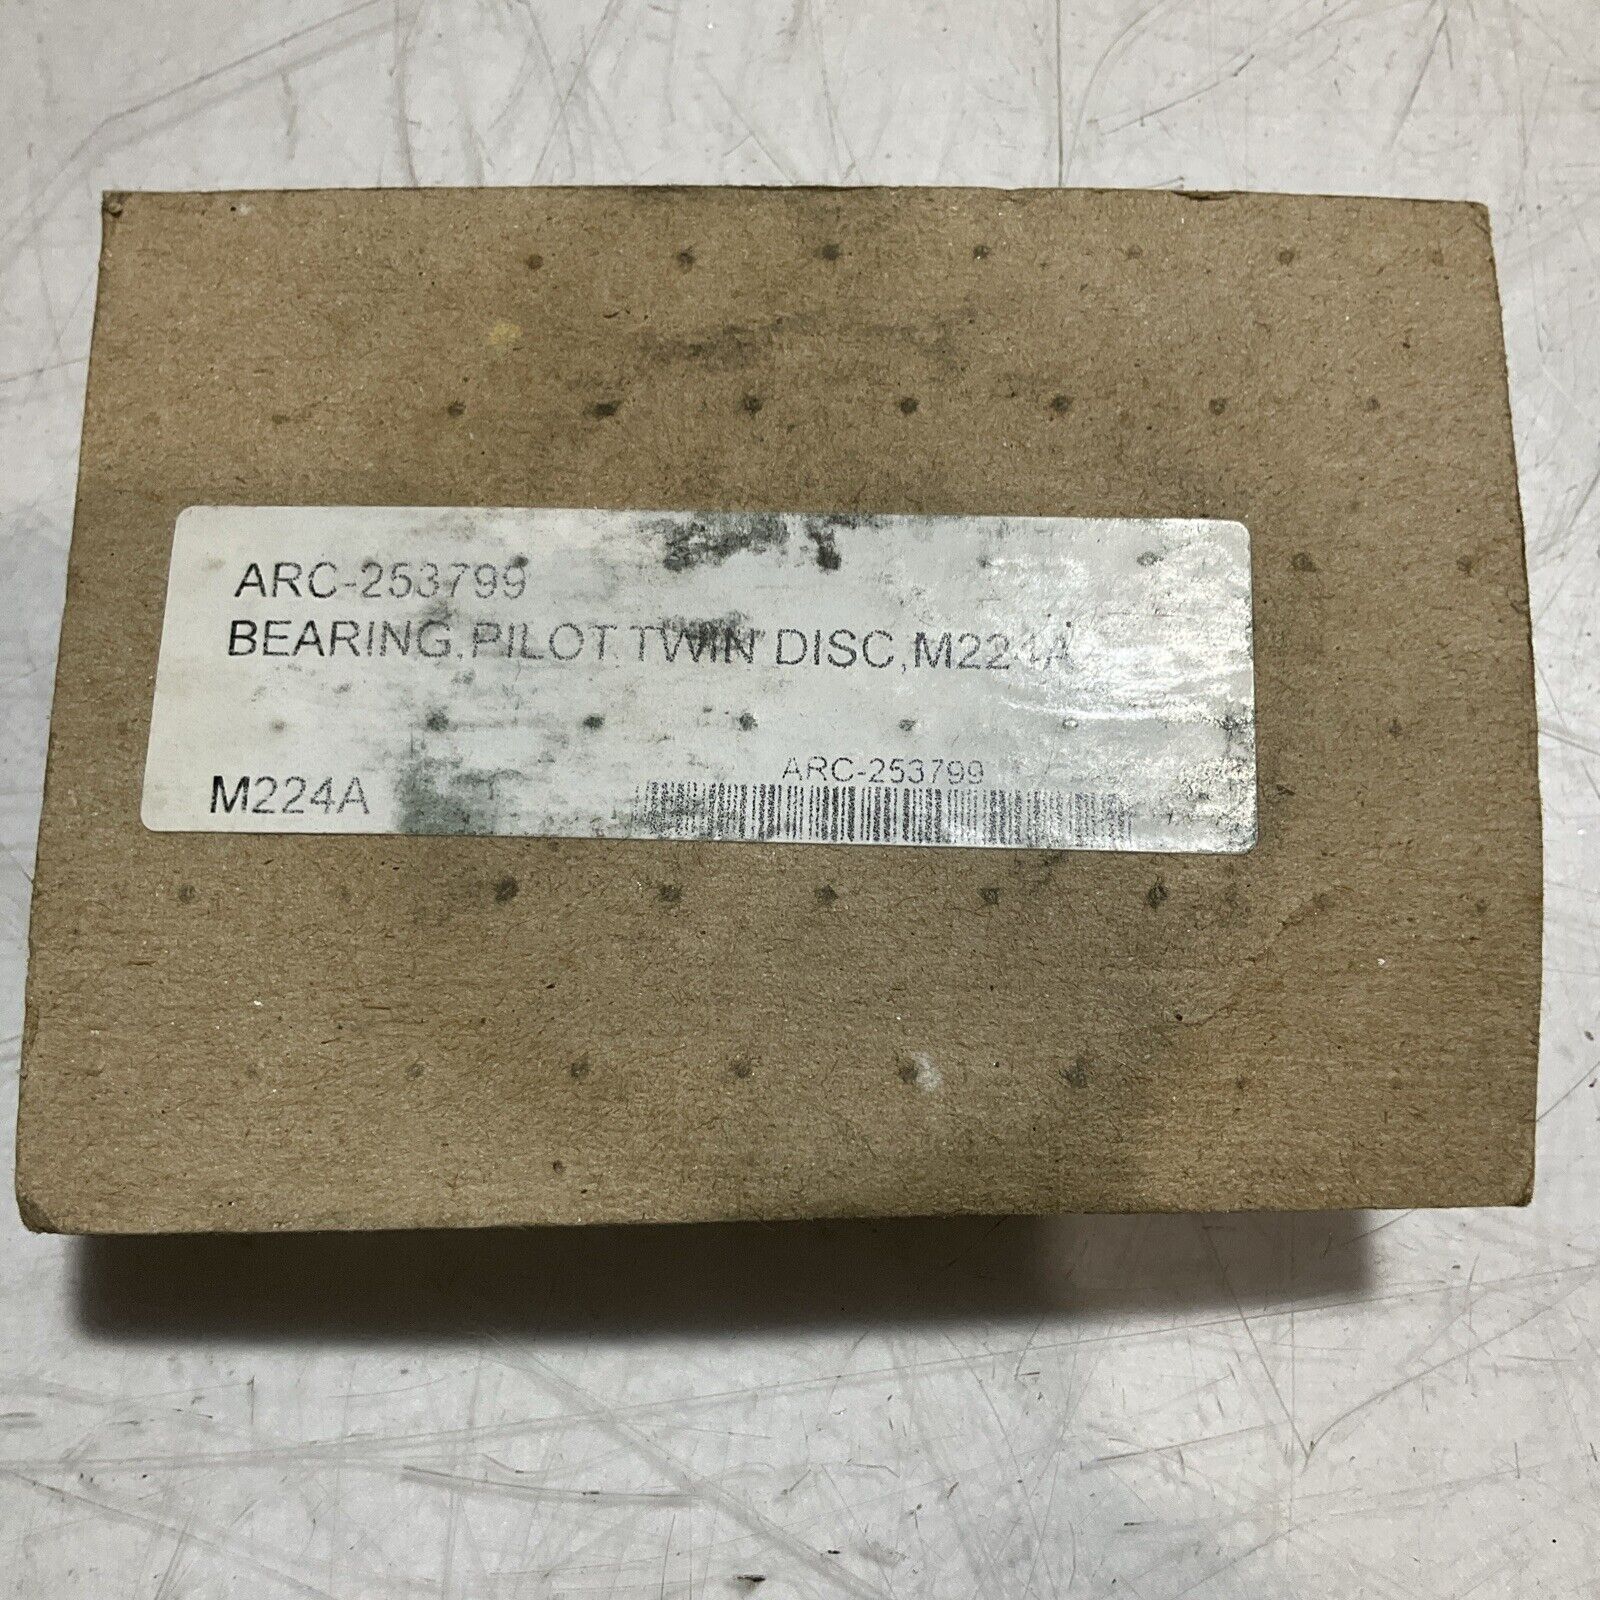 ARC-253799
BEARING,PILOT,TWIN DISC,M224A
ARC-253799
M224A